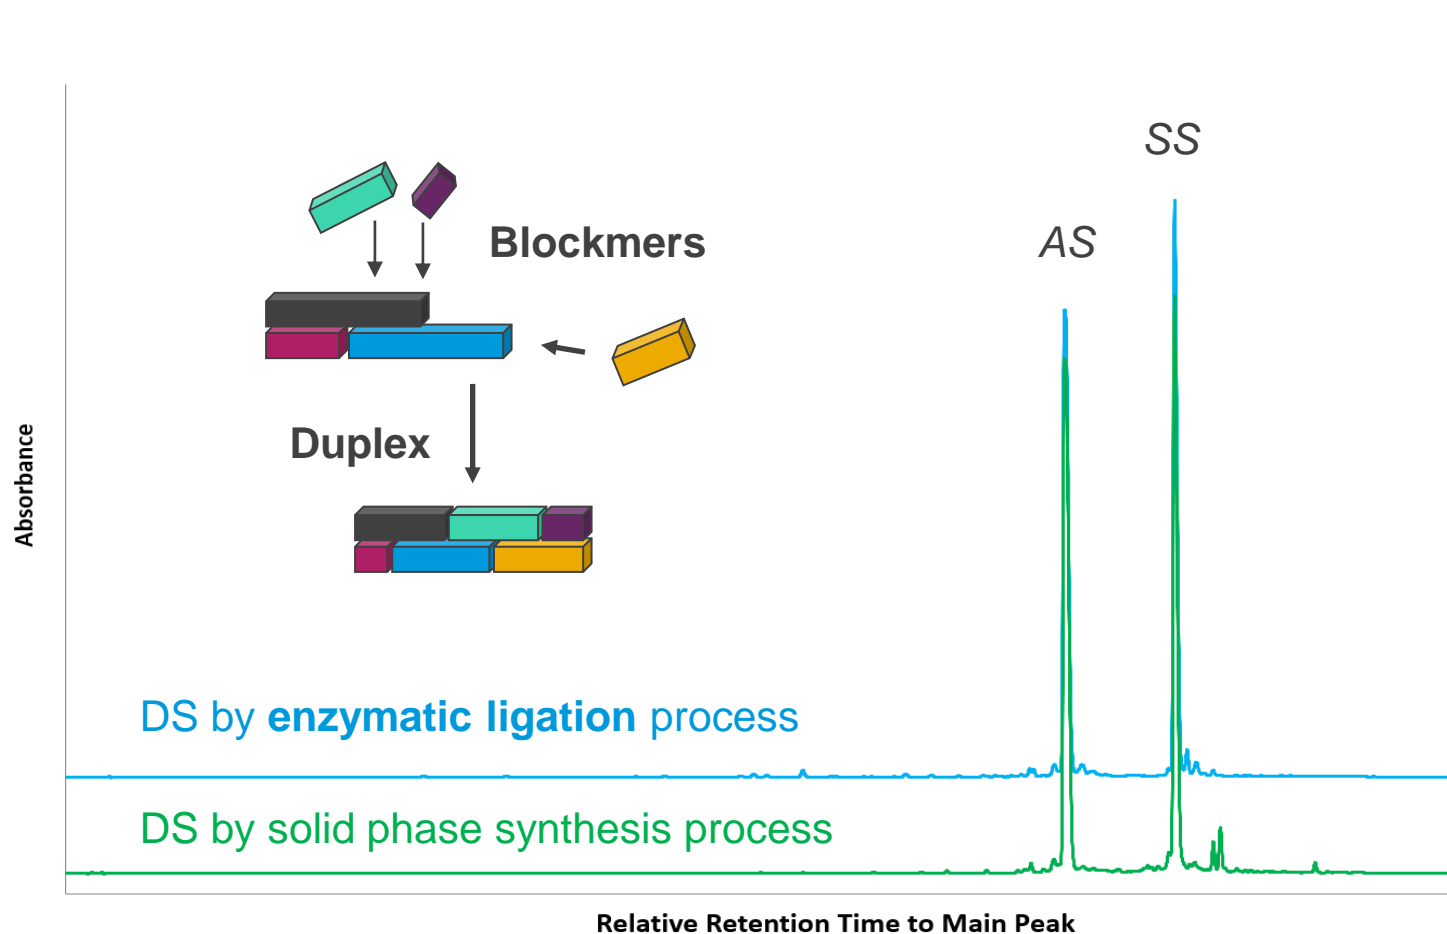 SS
AS
Blockmers
Duplex
Absorbance
DS by enzymatic ligation process
DS by solid phase synthesis process
Relative Retention Time to Main Peak